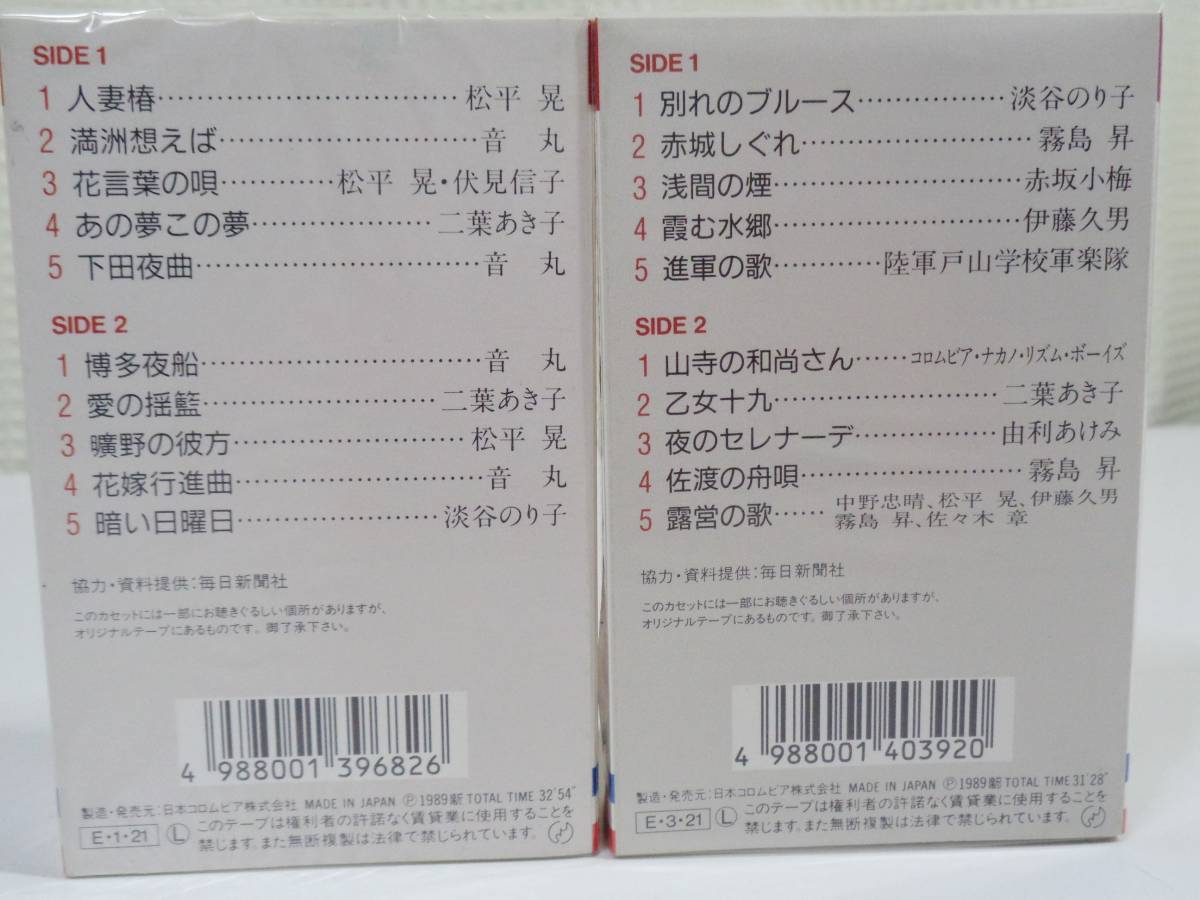 SIDE 1
1 人妻椿……………………………松平 晃
2 満洲想えば……………………音 丸
3 花言葉の唄…………松平 晃・伏見信子
4 あの夢この夢………………二葉あき子
5 下田夜曲………………………音 丸
SIDE 2
1 博多夜船………………………音 丸
2 愛の揺籃……………………二葉あき子
3 曠野の彼方……………………松平 晃
4 花嫁行進曲……………………音 丸
5 暗い日曜日…………………淡谷のり子
協力・資料提供:毎日新聞社
このカセットには一部にお聴きぐるしい個所がありますが、
オリジナルテープにあるものです。御了承下さい。
4 988001 396826
製造・発売元:日本コロムビア株式会社 MADE IN JAPAN Ⓟ1989 TOTAL TIME 32'54"
E・1・21 Ⓛ このテープは権利者の許諾なく賃貸業に使用することを
禁じます。また無断複製は法律で禁じられています。
SIDE 1
1 別れのブルース……………淡谷のり子
2 赤城しぐれ……………………霧島 昇
3 浅間の煙………………………赤坂小梅
4 霞む水郷………………………伊藤久男
5 進軍の歌…………陸軍戸山学校軍楽隊
SIDE 2
1 山寺の和尚さん……コロムビア・ナカノ・リズム・ボーイズ
2 乙女十九……………………二葉あき子
3 夜のセレナーデ……………由利あけみ
4 佐渡の舟唄……………………霧島 昇
5 露営の歌……中野忠晴、松平 晃、伊藤久男
霧島 昇、佐々木 章
協力・資料提供:毎日新聞社
このカセットには一部にお聴きぐるしい個所がありますが、
オリジナルテープにあるものです。御了承下さい。
4 988001 403920
製造・発売元:日本コロムビア株式会社 MADE IN JAPAN Ⓟ1989 TOTAL TIME 31'28"
E・3・21 Ⓛ このテープは権利者の許諾なく賃貸業に使用することを
禁じます。また無断複製は法律で禁じられています。